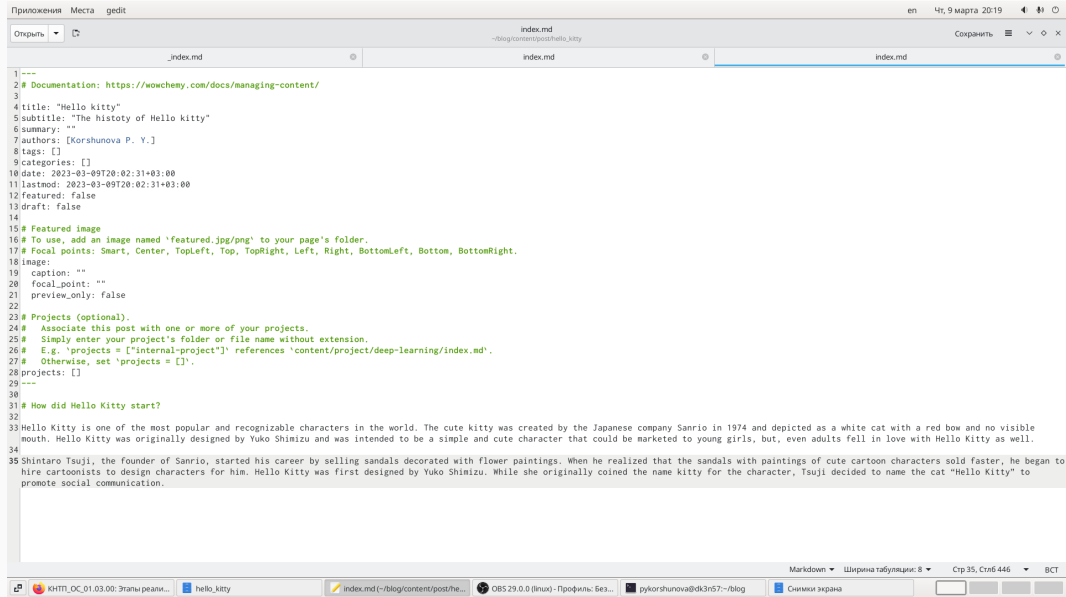 Приложения Места gedit en Чт, 9 марта 20:19
Открыть index.md Сохранить
~/blog/content/post/hello_kitty
_index.md index.md index.md
1 ---
2 # Documentation: https://wowchemy.com/docs/managing-content/
3
4 title: "Hello kitty"
5 subtitle: "The histoty of Hello kitty"
6 summary: ""
7 authors: [Korshunova P. Y.]
8 tags: []
9 categories: []
10 date: 2023-03-09T20:02:31+03:00
11 lastmod: 2023-03-09T20:02:31+03:00
12 featured: false
13 draft: false
14
15 # Featured image
16 # To use, add an image named `featured.jpg/png` to your page's folder.
17 # Focal points: Smart, Center, TopLeft, Top, TopRight, Left, Right, BottomLeft, Bottom, BottomRight.
18 image:
19   caption: ""
20   focal_point: ""
21   preview_only: false
22
23 # Projects (optional).
24 #   Associate this post with one or more of your projects.
25 #   Simply enter your project's folder or file name without extension.
26 #   E.g. `projects = ["internal-project"]` references `content/project/deep-learning/index.md`.
27 #   Otherwise, set `projects = []`.
28 projects: []
29 ---
30
31 # How did Hello Kitty start?
32
33 Hello Kitty is one of the most popular and recognizable characters in the world. The cute kitty was created by the Japanese company Sanrio in 1974 and depicted as a white cat with a red bow and no visible
mouth. Hello Kitty was originally designed by Yuko Shimizu and was intended to be a simple and cute character that could be marketed to young girls, but, even adults fell in love with Hello Kitty as well.
34
35 Shintaro Tsuji, the founder of Sanrio, started his career by selling sandals decorated with flower paintings. When he realized that the sandals with paintings of cute cartoon characters sold faster, he began to
hire cartoonists to design characters for him. Hello Kitty was first designed by Yuko Shimizu. While she originally coined the name kitty for the character, Tsuji decided to name the cat “Hello Kitty” to
promote social communication.
Markdown Ширина табуляции: 8 Стр 35, Стлб 446 ВСТ
КНТП_ОС_01.03.00: Этапы реали... hello_kitty index.md (~/blog/content/post/he... OBS 29.0.0 (linux) - Профиль: Без... pykorshunova@dk3n57:~/blog Снимки экрана